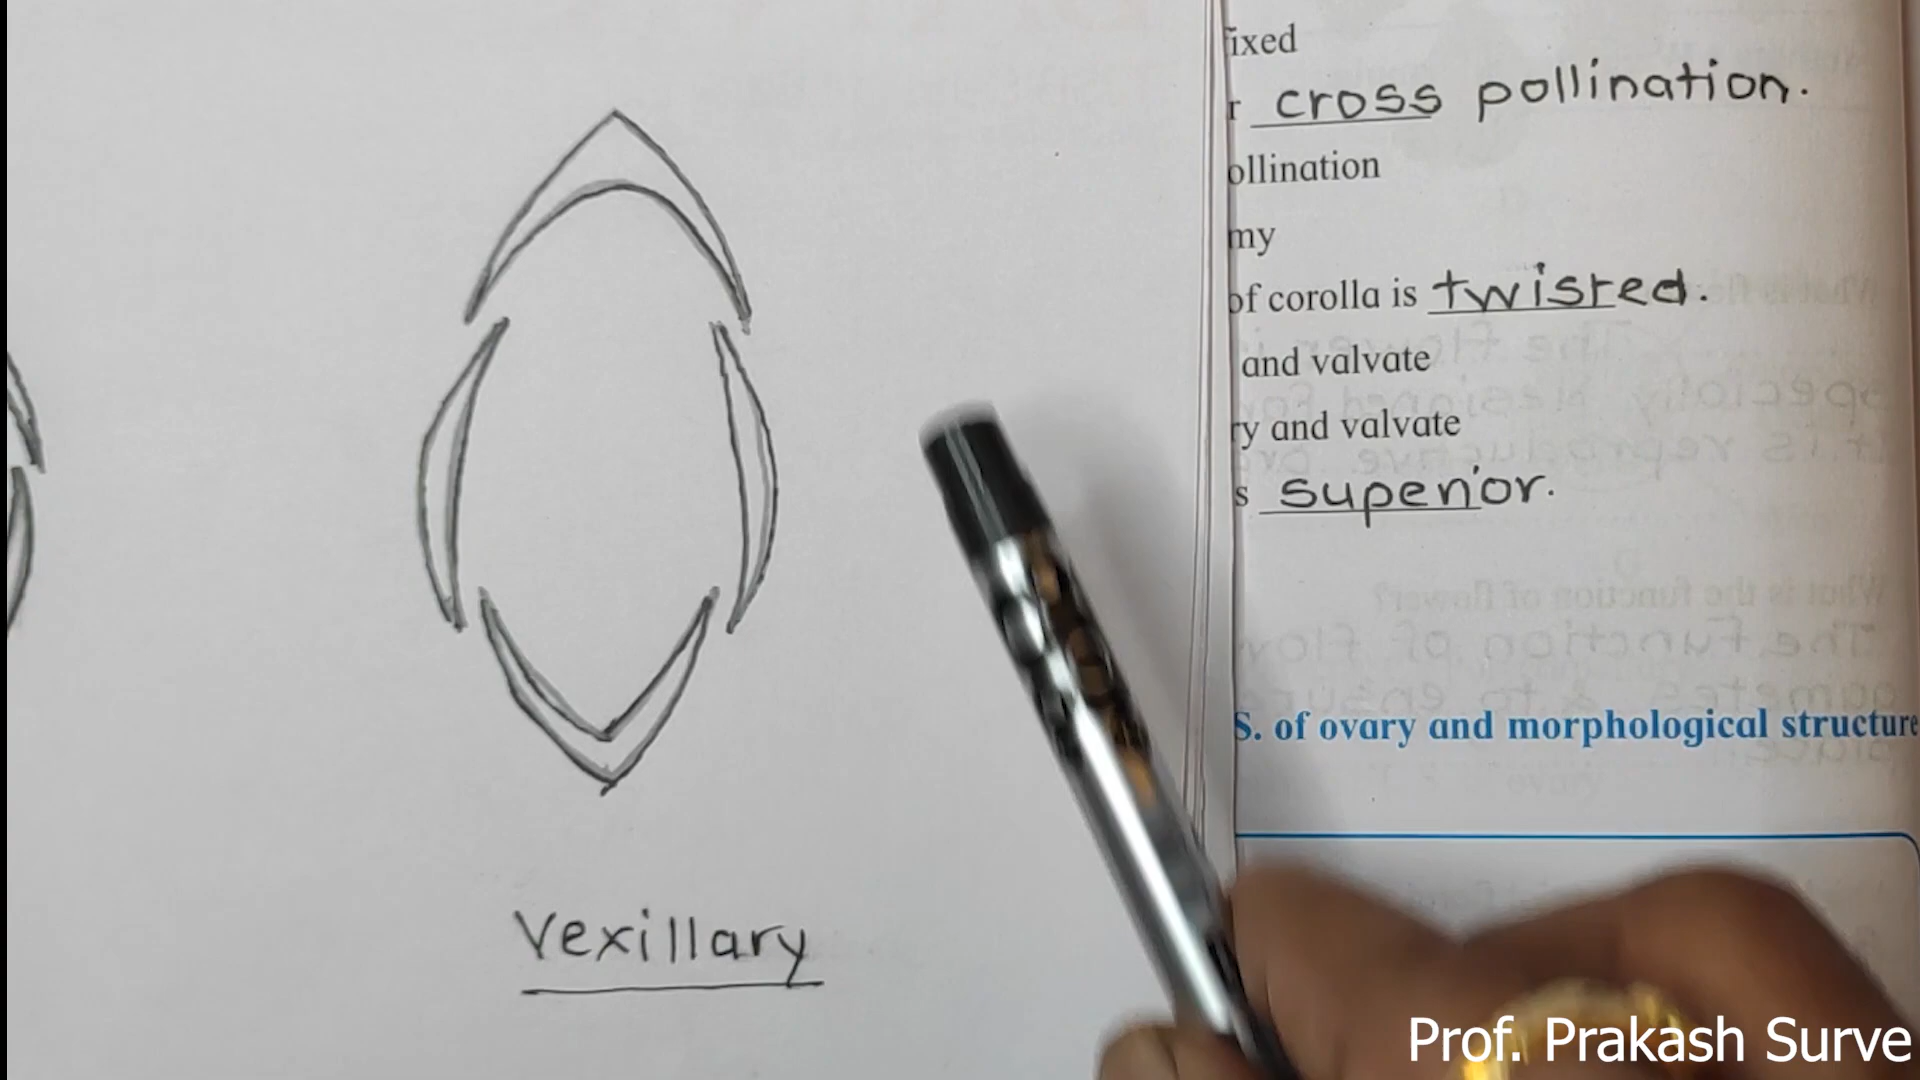 ixed
r cross pollination.
ollination
my
of corolla is twisted.
and valvate
ry and valvate
s superior.
S. of ovary and morphological structure
Vexillary
Prof. Prakash Surve